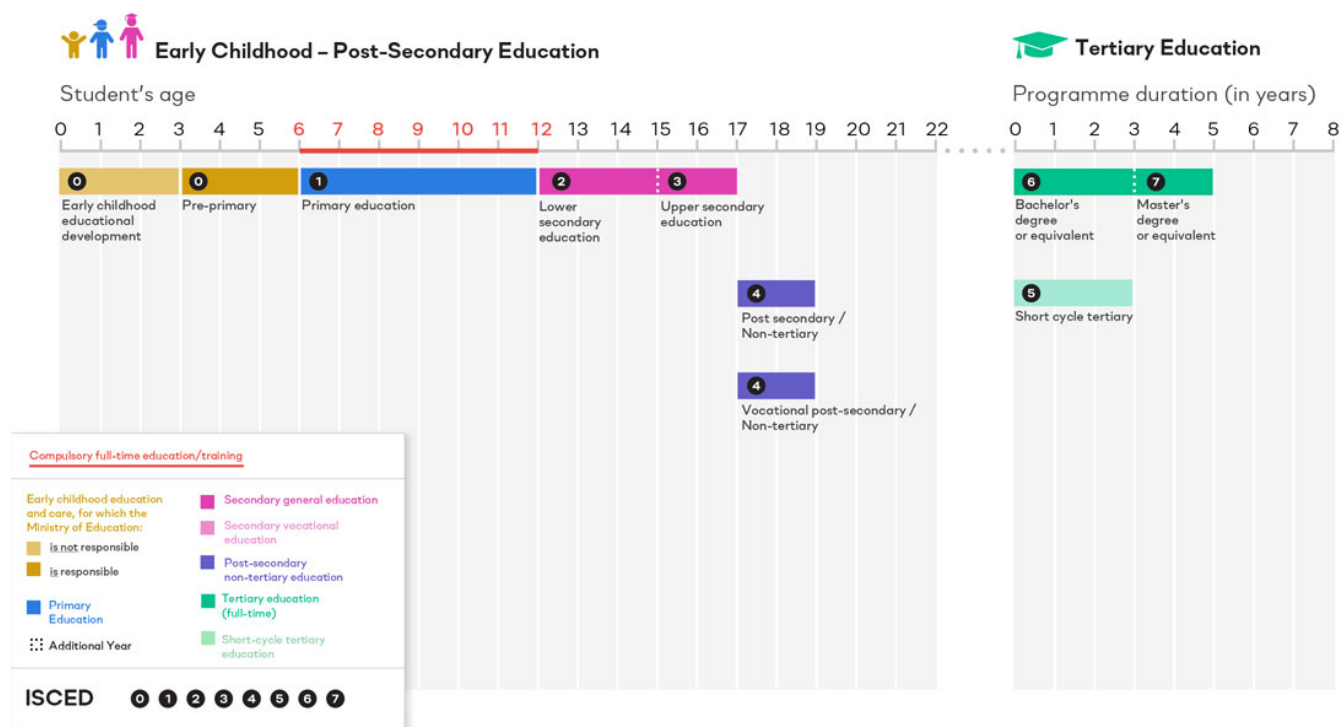 Early Childhood – Post-Secondary Education
Student's age
0 1 2 3 4 5 6 7 8 9 10 11 12 13 14 15 16 17 18 19 20 21 22
0
Early childhood
educational
development
0
Pre-primary
1
Primary education
2
Lower
secondary
education
3
Upper secondary
education
4
Post secondary /
Non-tertiary
4
Vocational post-secondary /
Non-tertiary
Tertiary Education
Programme duration (in years)
0 1 2 3 4 5 6 7 8
6
Bachelor's
degree
or equivalent
7
Master's
degree
or equivalent
5
Short cycle tertiary
Compulsory full-time education/training
Early childhood education
and care, for which the
Ministry of Education:
is not responsible
is responsible
Primary
Education
Additional Year
Secondary general education
Secondary vocational
education
Post-secondary
non-tertiary education
Tertiary education
(full-time)
Short-cycle tertiary
education
ISCED 0 1 2 3 4 5 6 7